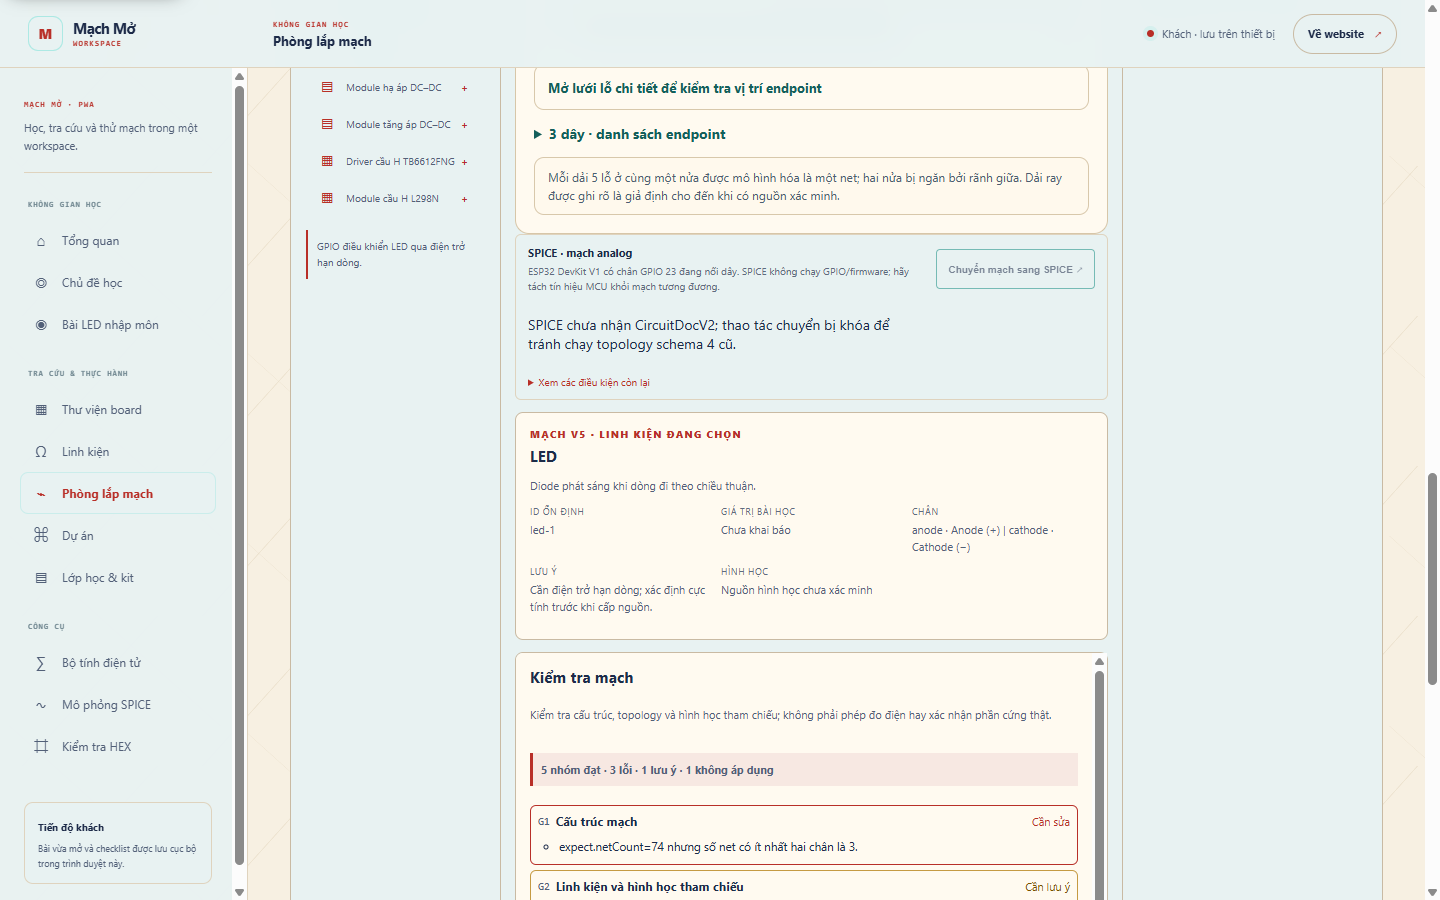 M
Mạch Mở
WORKSPACE
KHÔNG GIAN HỌC
Phòng lắp mạch
Khách · lưu trên thiết bị
Về website ↗
MẠCH MỞ · PWA
Học, tra cứu và thử mạch trong một
workspace.
KHÔNG GIAN HỌC
Tổng quan
Chủ đề học
Bài LED nhập môn
TRA CỨU & THỰC HÀNH
Thư viện board
Linh kiện
Phòng lắp mạch
Dự án
Lớp học & kit
CÔNG CỤ
Bộ tính điện tử
Mô phỏng SPICE
Kiểm tra HEX
Tiến độ khách
Bài vừa mở và checklist được lưu cục bộ
trong trình duyệt này.
Module hạ áp DC–DC +
Module tăng áp DC–DC +
Driver cầu H TB6612FNG +
Module cầu H L298N +
GPIO điều khiển LED qua điện trở
hạn dòng.
Mở lưới lỗ chi tiết để kiểm tra vị trí endpoint
▶ 3 dây · danh sách endpoint
Mỗi dải 5 lỗ ở cùng một nửa được mô hình hóa là một net; hai nửa bị ngăn bởi rãnh giữa. Dải ray
được ghi rõ là giả định cho đến khi có nguồn xác minh.
SPICE · mạch analog
ESP32 DevKit V1 có chân GPIO 23 đang nối dây. SPICE không chạy GPIO/firmware; hãy
tách tín hiệu MCU khỏi mạch tương đương.
Chuyển mạch sang SPICE ↗
SPICE chưa nhận CircuitDocV2; thao tác chuyển bị khóa để
tránh chạy topology schema 4 cũ.
▶ Xem các điều kiện còn lại
MẠCH V5 · LINH KIỆN ĐANG CHỌN
LED
Diode phát sáng khi dòng đi theo chiều thuận.
ID ỔN ĐỊNH
led-1
GIÁ TRỊ BÀI HỌC
Chưa khai báo
CHÂN
anode · Anode (+) | cathode ·
Cathode (−)
LƯU Ý
Cần điện trở hạn dòng; xác định cực
tính trước khi cấp nguồn.
HÌNH HỌC
Nguồn hình học chưa xác minh
Kiểm tra mạch
Kiểm tra cấu trúc, topology và hình học tham chiếu; không phải phép đo điện hay xác nhận phần cứng thật.
5 nhóm đạt · 3 lỗi · 1 lưu ý · 1 không áp dụng
G1 Cấu trúc mạch Cần sửa
expect.netCount=74 nhưng số net có ít nhất hai chân là 3.
G2 Linh kiện và hình học tham chiếu Cần lưu ý